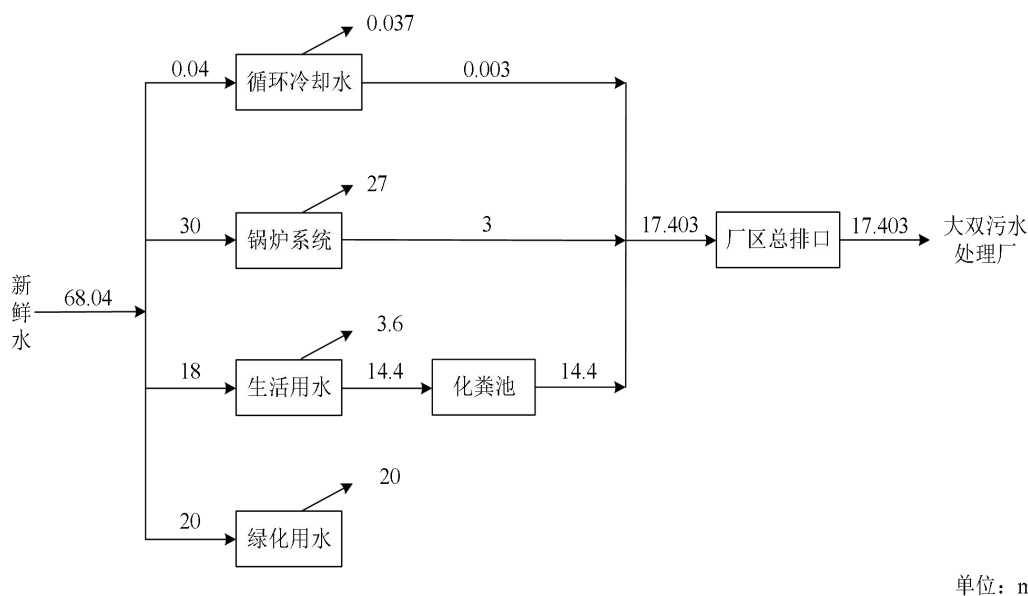 0.037
0.04
循环冷却水
0.003
27
30
锅炉系统
3
17.403
厂区总排口
17.403
大双污水
处理厂
新
鲜
水
68.04
3.6
18
生活用水
14.4
化粪池
14.4
20
20
绿化用水
单位：